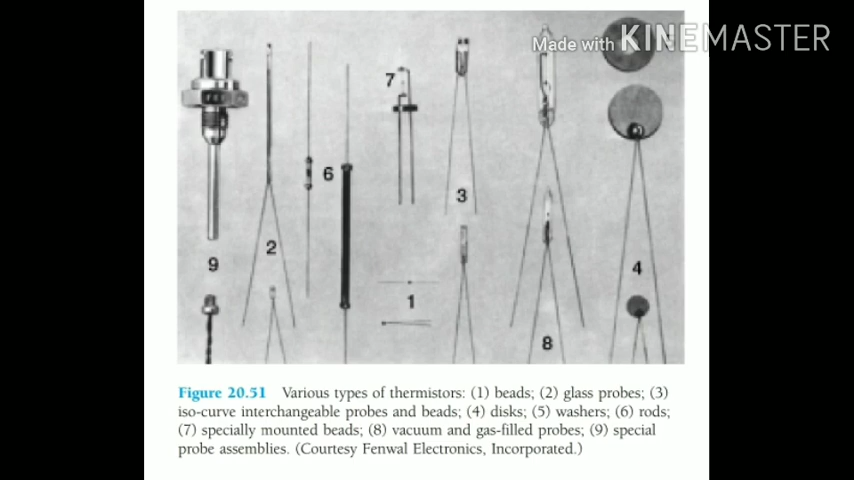 Made with KINEMASTER
7
6
3
2
9
4
1
8
Figure 20.51 Various types of thermistors: (1) beads; (2) glass probes; (3)
iso-curve interchangeable probes and beads; (4) disks; (5) washers; (6) rods;
(7) specially mounted beads; (8) vacuum and gas-filled probes; (9) special
probe assemblies. (Courtesy Fenwal Electronics, Incorporated.)